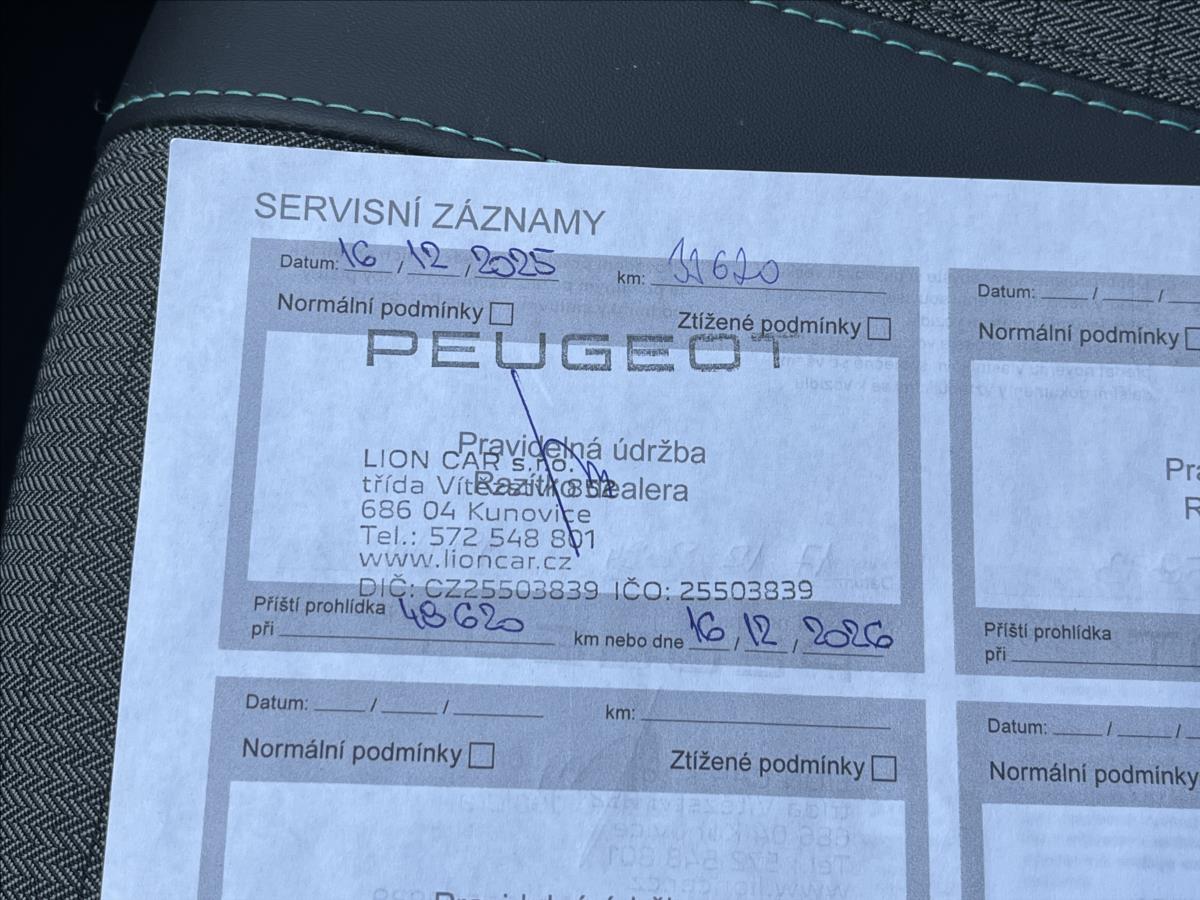 SERVISNÍ ZÁZNAMY
Datum: 16 / 12 / 2025 km: 31620
Normální podmínky Ztížené podmínky
PEUGEOT
Pravidelná údržba
Razítko dealera
LION CAR s.r.o.
třída Vítězství 852
686 04 Kunovice
Tel.: 572 548 801
www.lioncar.cz
DIČ: CZ25503839 IČO: 25503839
Příští prohlídka
při 48620 km nebo dne 16 / 12 / 2026
Datum: / /
Normální podmínky
Příští prohlídka
při
Datum: / / km:
Normální podmínky Ztížené podmínky
Datum: / /
Normální podmínky